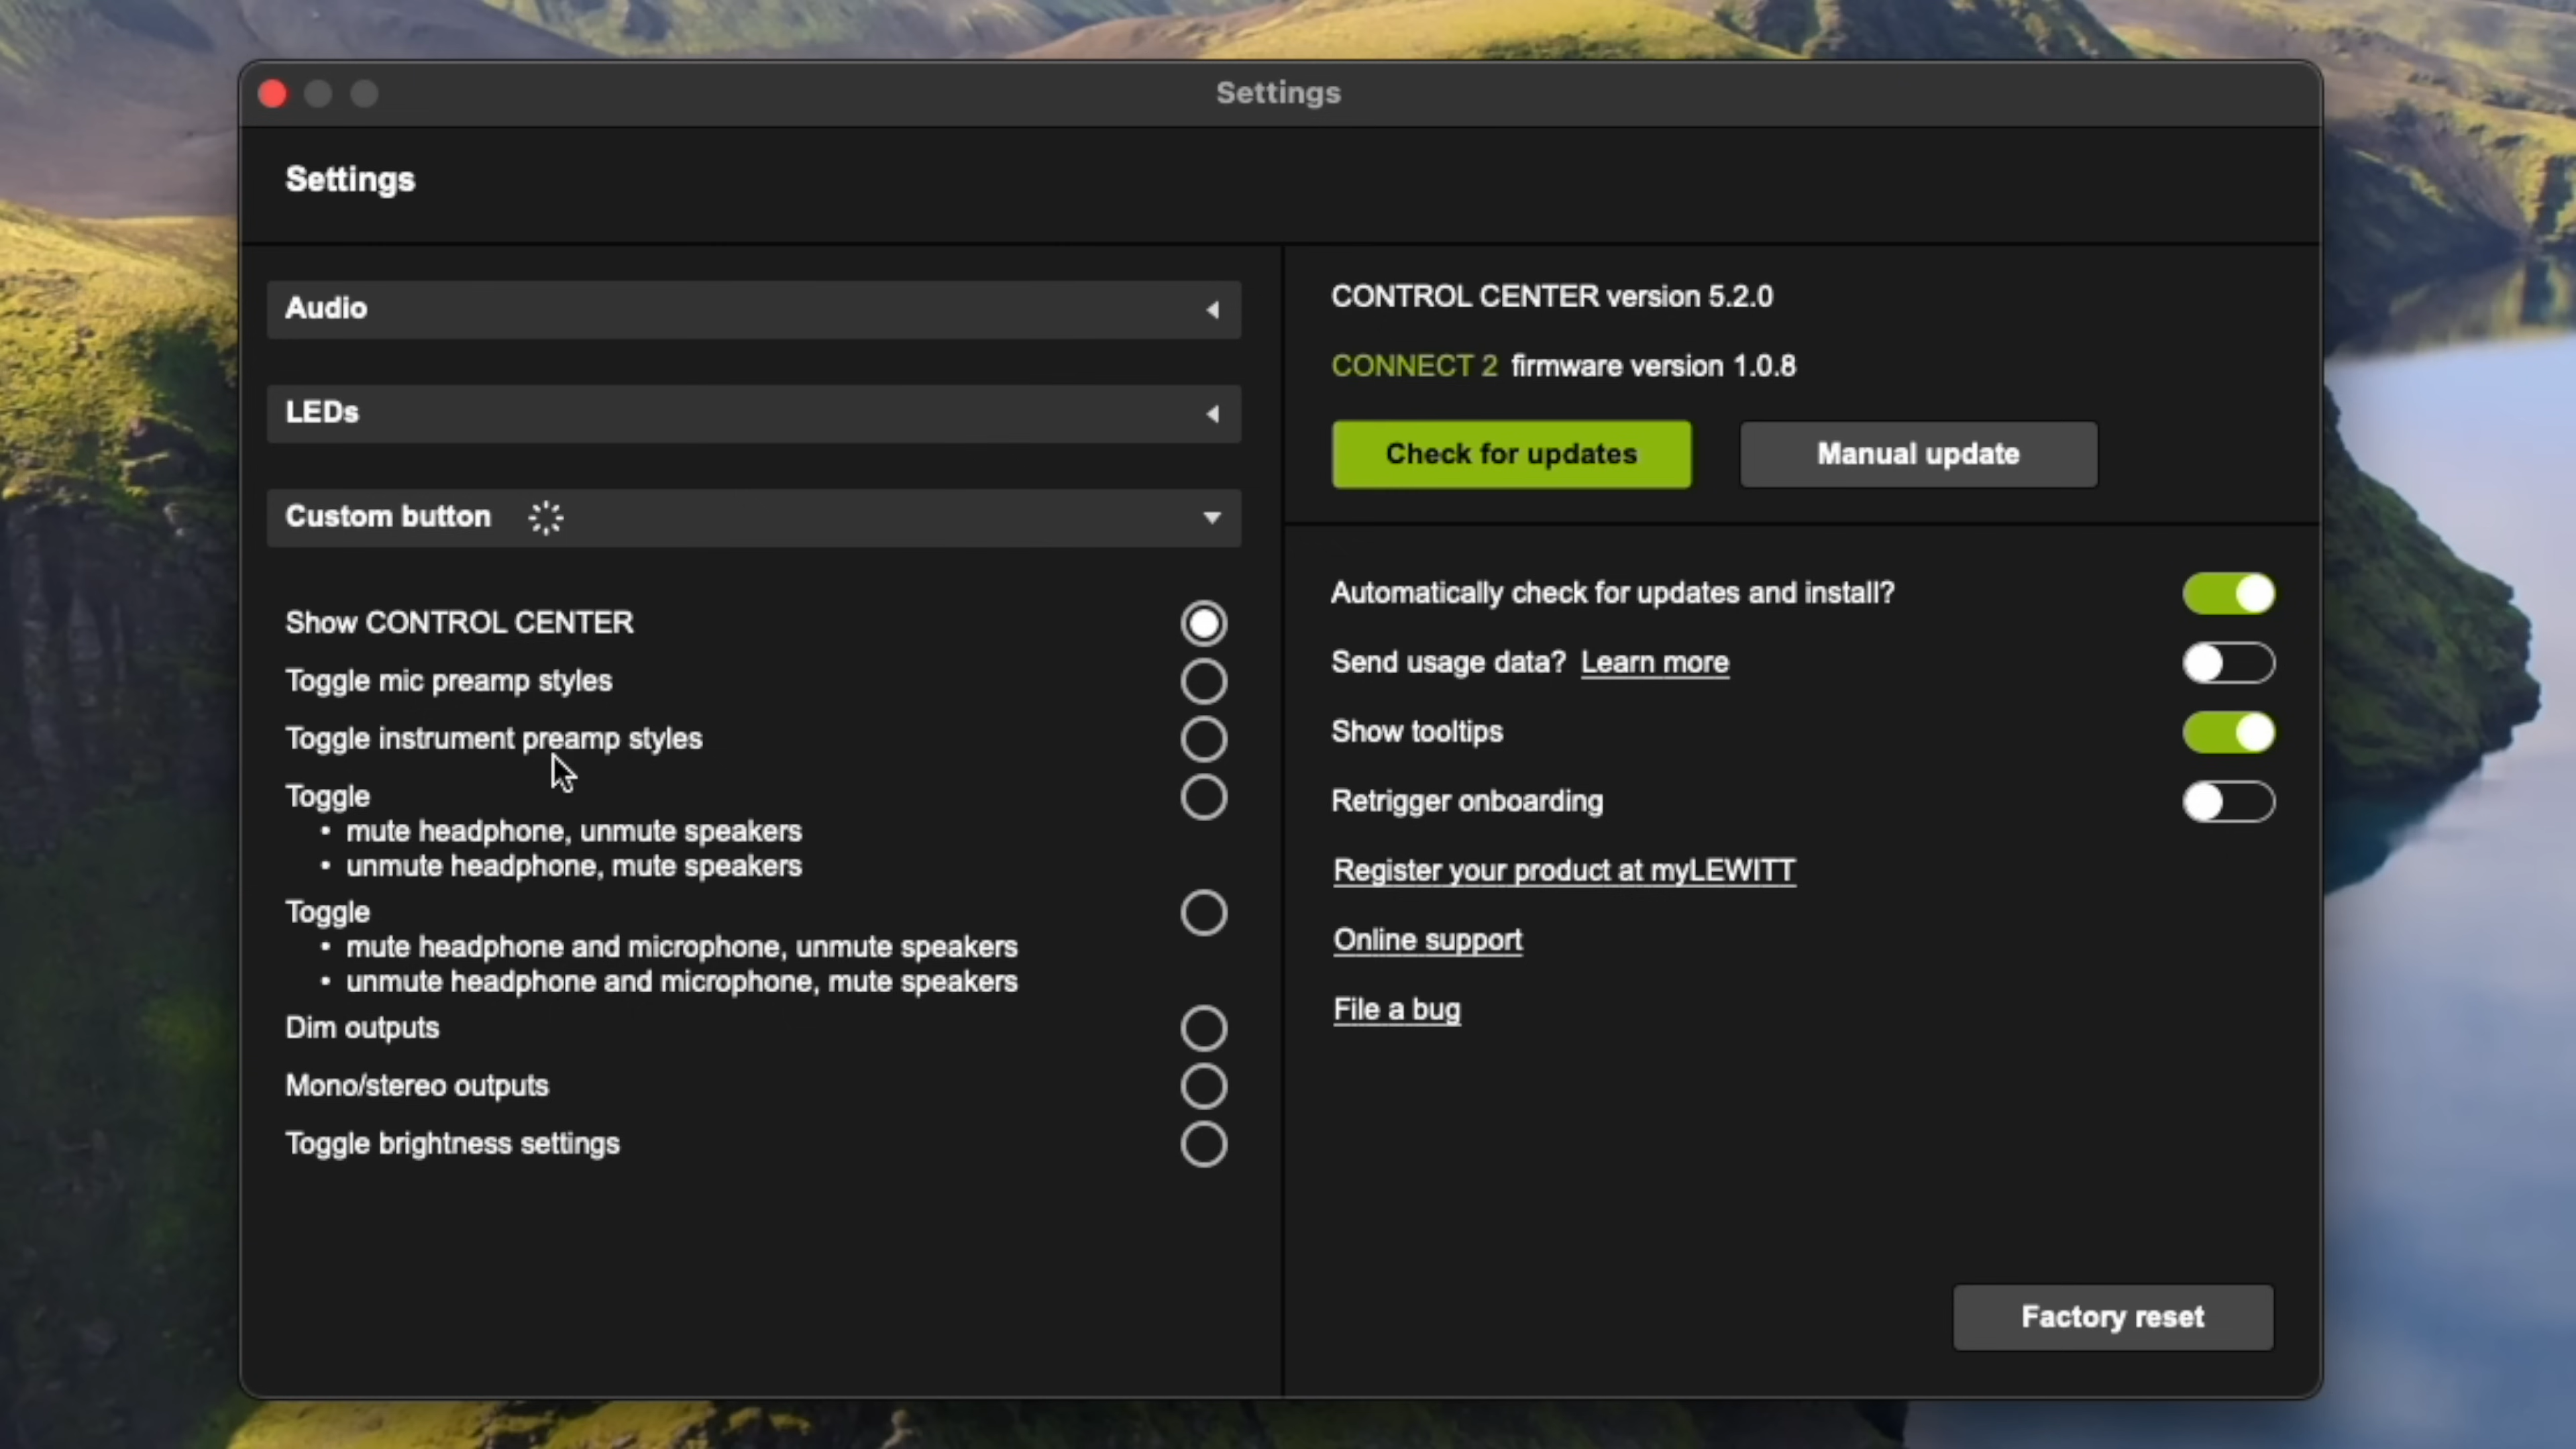 Settings
Settings
Audio
LEDs
Custom button
Show CONTROL CENTER
Toggle mic preamp styles
Toggle instrument preamp styles
Toggle
• mute headphone, unmute speakers
• unmute headphone, mute speakers
Toggle
• mute headphone and microphone, unmute speakers
• unmute headphone and microphone, mute speakers
Dim outputs
Mono/stereo outputs
Toggle brightness settings
CONTROL CENTER version 5.2.0
CONNECT 2 firmware version 1.0.8
Check for updates
Manual update
Automatically check for updates and install?
Send usage data? Learn more
Show tooltips
Retrigger onboarding
Register your product at myLEWITT
Online support
File a bug
Factory reset